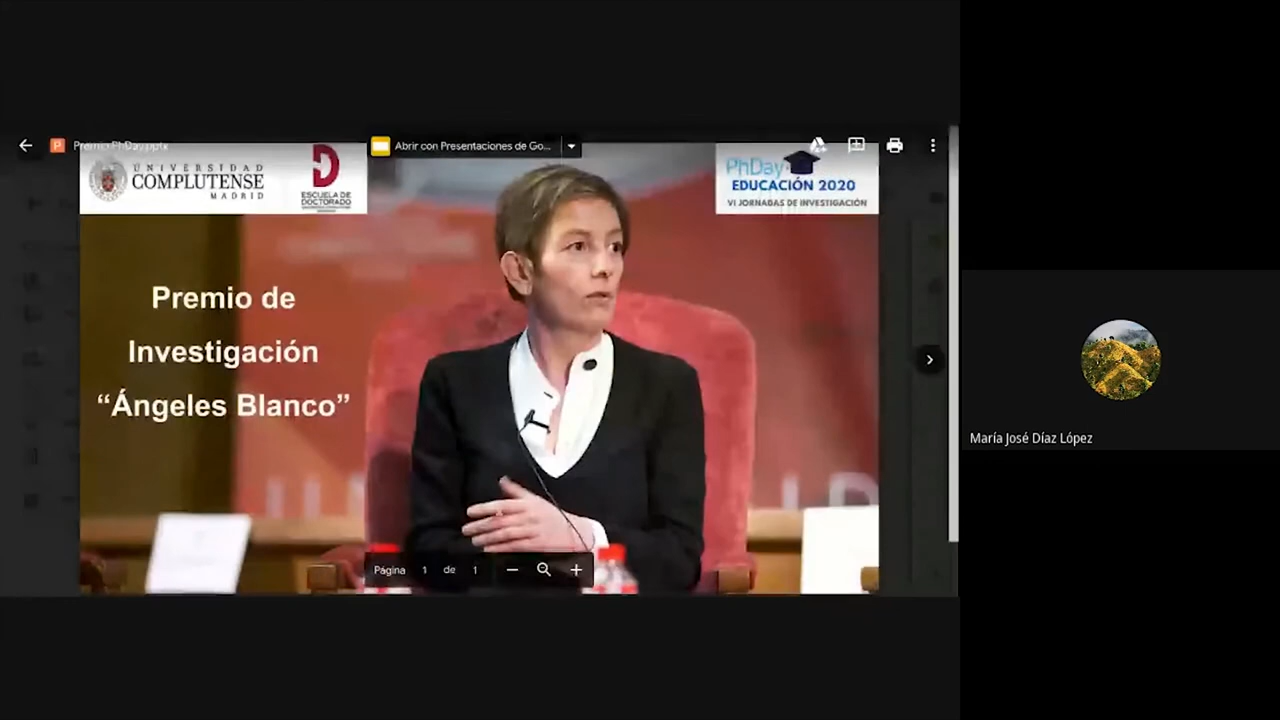 Premio PhDay.pptx
Abrir con Presentaciones de Go...
UNIVERSIDAD
COMPLUTENSE
MADRID
ESCUELA DE
DOCTORADO
PhDay
EDUCACIÓN 2020
VI JORNADAS DE INVESTIGACIÓN
Premio de
Investigación
“Ángeles Blanco”
María José Díaz López
Página 1 de 1